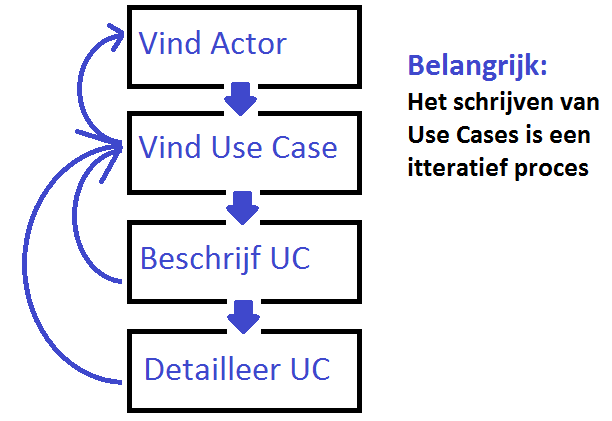 Vind Actor
Vind Use Case
Beschrijf UC
Detailleer UC
Belangrijk:
Het schrijven van
Use Cases is een
itteratief proces